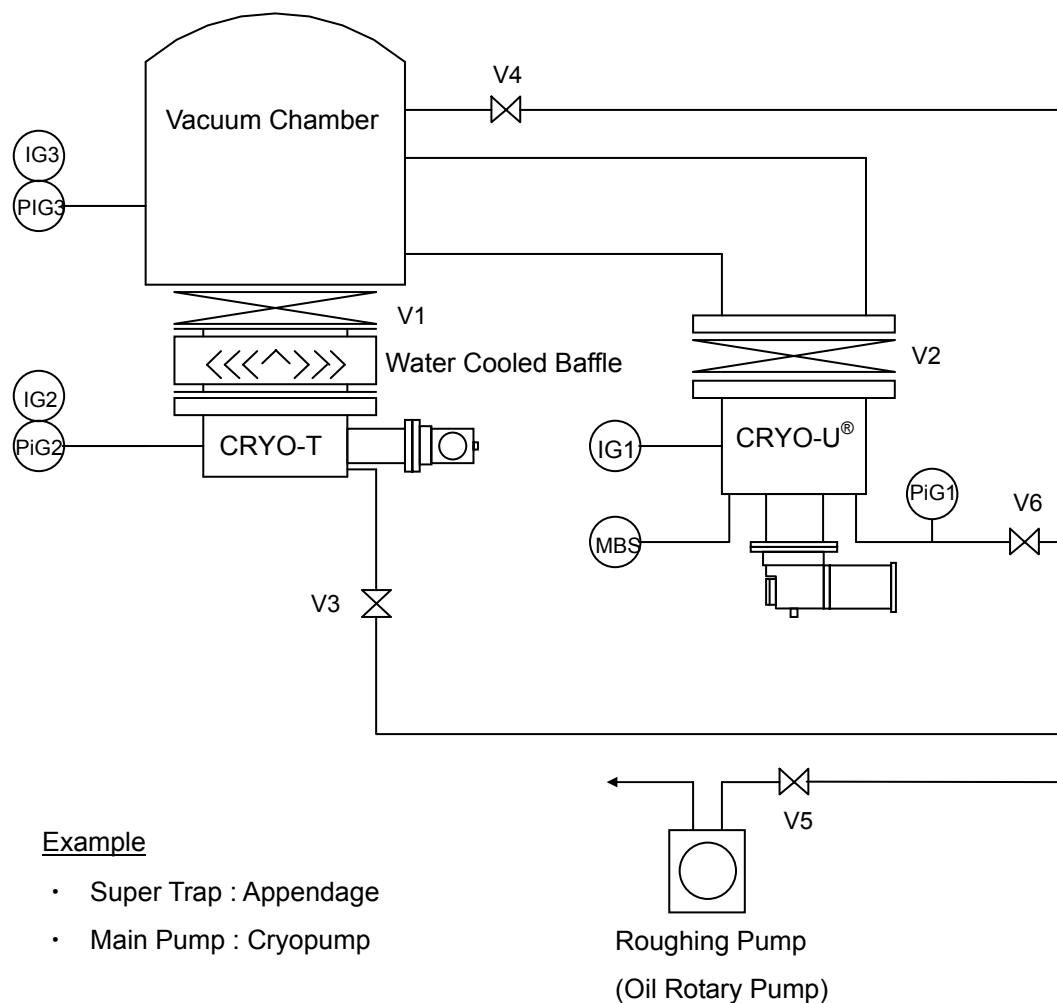 V4
Vacuum Chamber
IG3
PIG3
V1
Water Cooled Baffle
V2
IG2
PiG2
CRYO-T
CRYO-U®
IG1
PiG1
V6
MBS
V3
V5
Example
・ Super Trap : Appendage
・ Main Pump : Cryopump
Roughing Pump
(Oil Rotary Pump)